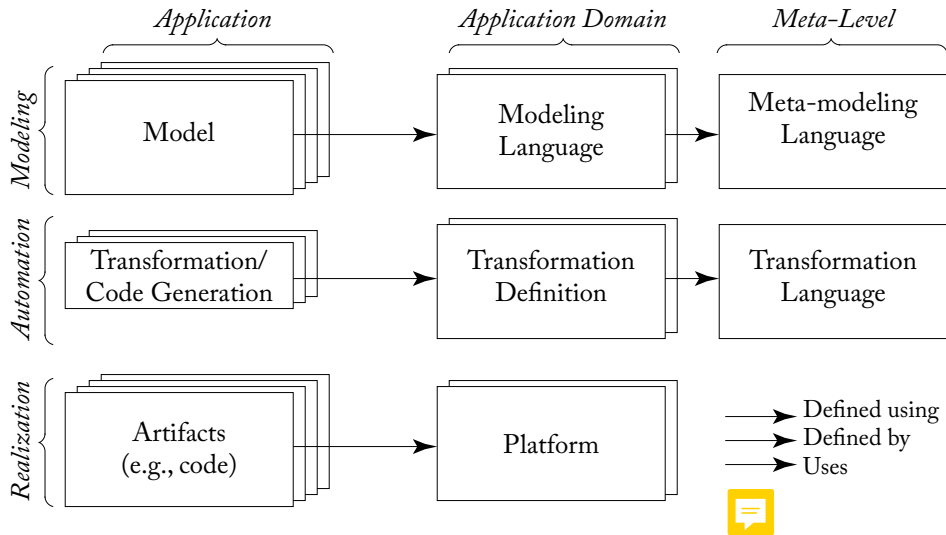 Application
Application Domain
Meta-Level
Modeling
Model
Modeling
Language
Meta-modeling
Language
Automation
Transformation/
Code Generation
Transformation
Definition
Transformation
Language
Realization
Artifacts
(e.g., code)
Platform
Defined using
Defined by
Uses